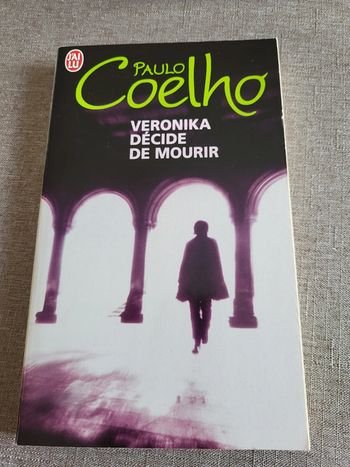 J'AI
LU
PAULO
Coelho
VERONIKA
DÉCIDE
DE MOURIR